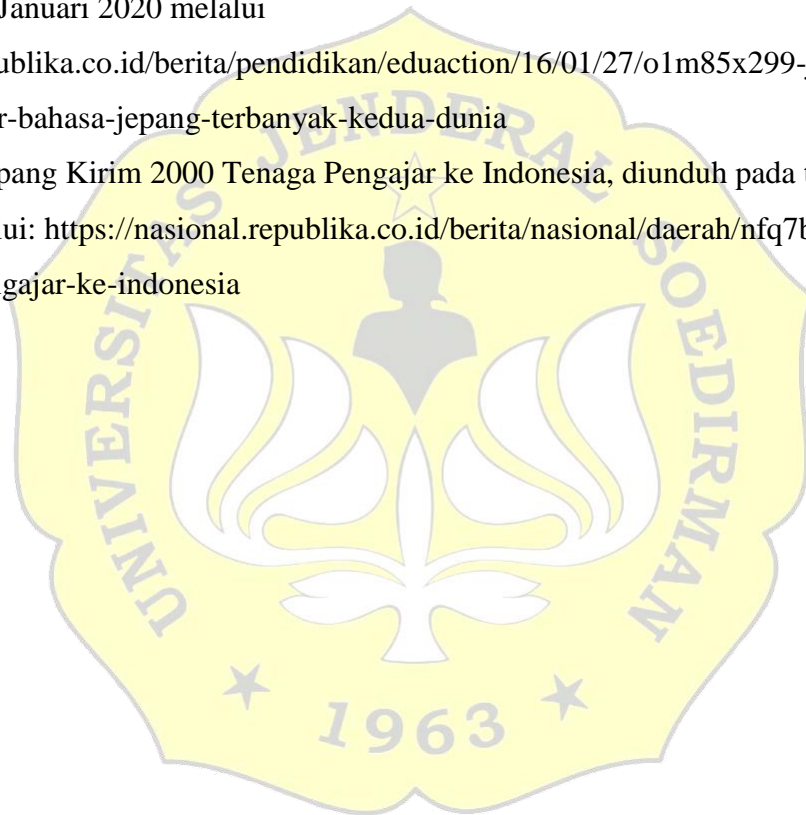 Januari 2020 melalui
ublika.co.id/berita/pendidikan/eduaction/16/01/27/o1m85x299-
r-bahasa-jepang-terbanyak-kedua-dunia
pang Kirim 2000 Tenaga Pengajar ke Indonesia, diunduh pada
lui: https://nasional.republika.co.id/berita/nasional/daerah/nfq7
gajar-ke-indonesia
UNIVERSITAS JENDERAL SOEDIRMAN
1963